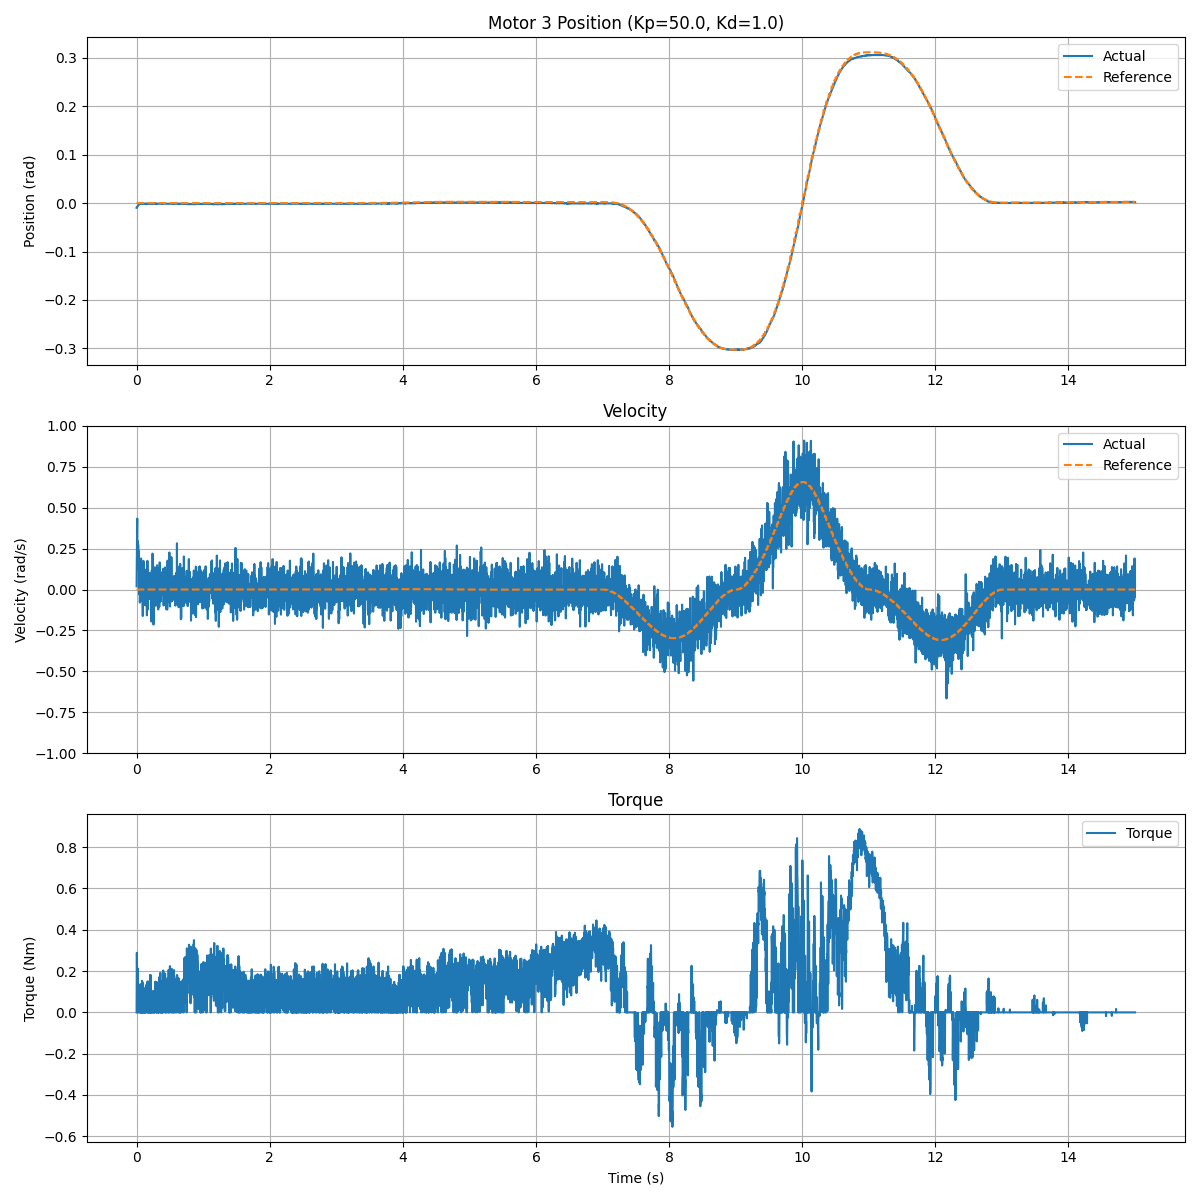 Motor 3 Position (Kp=50.0, Kd=1.0)
Position (rad)
0.3
0.2
0.1
0.0
−0.1
−0.2
−0.3
Actual
Reference
0 2 4 6 8 10 12 14
Velocity
Velocity (rad/s)
1.00
0.75
0.50
0.25
0.00
−0.25
−0.50
−0.75
−1.00
Actual
Reference
0 2 4 6 8 10 12 14
Torque
Torque (Nm)
0.8
0.6
0.4
0.2
0.0
−0.2
−0.4
−0.6
Torque
0 2 4 6 8 10 12 14
Time (s)